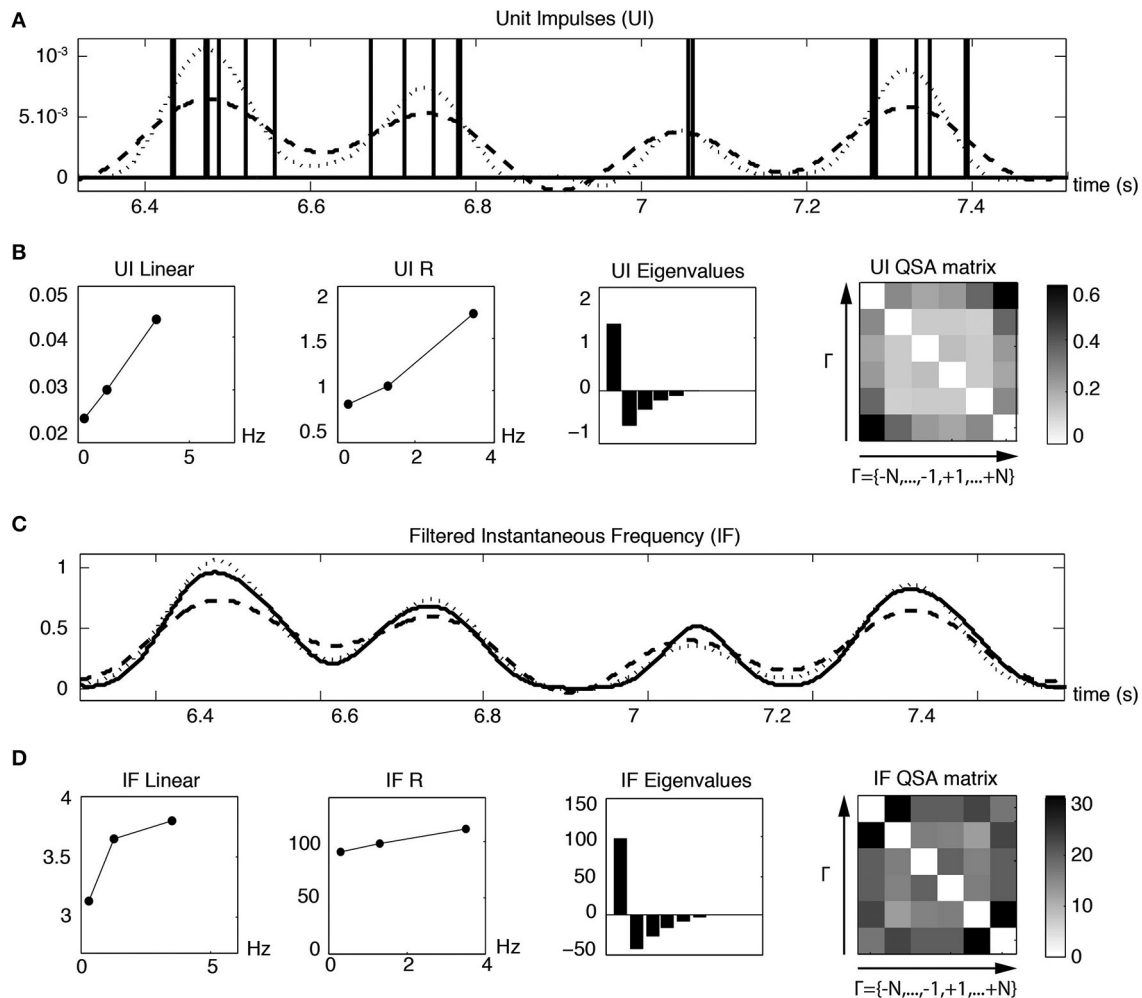 A
Unit Impulses (UI)
10-3
5.10-3
0
6.4 6.6 6.8 7 7.2 7.4
time (s)
B
UI Linear
0.05
0.04
0.03
0.02
0 5
Hz
UI R
2
1.5
1
0.5
0 2 4
Hz
UI Eigenvalues
2
1
0
−1
UI QSA matrix
Γ
Γ={-N,...,-1,+1,...+N}
0.6
0.4
0.2
0
C
Filtered Instantaneous Frequency (IF)
1
0.5
0
6.4 6.6 6.8 7 7.2 7.4
time (s)
D
IF Linear
4
3.5
3
0 5
Hz
IF R
100
50
0
0 2 4
Hz
IF Eigenvalues
150
100
50
0
−50
IF QSA matrix
Γ
Γ={-N,...,-1,+1,...+N}
30
20
10
0